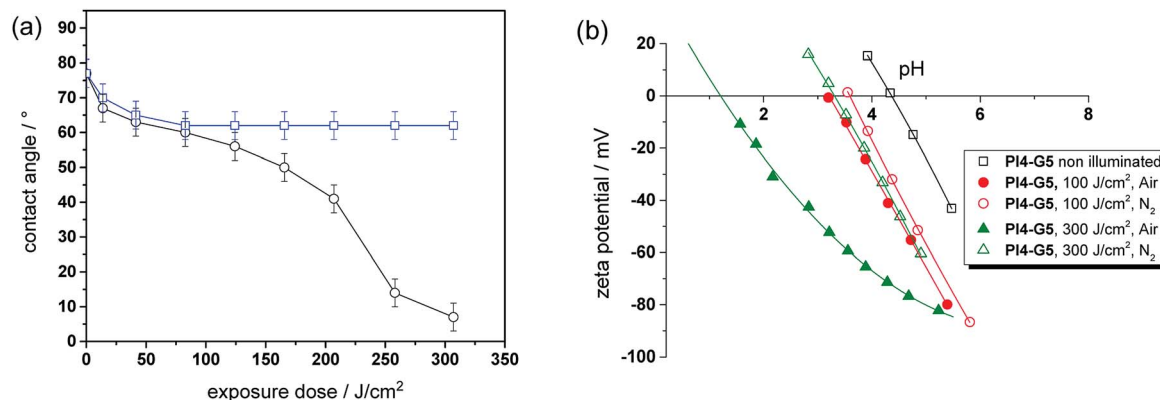 (a)
95
90
80
70
60
50
40
30
20
10
0
contact angle / °
0 50 100 150 200 250 300 350
exposure dose / J/cm²
(b)
20
0
-20
-40
-60
-80
-100
zeta potential / mV
pH
2 4 6 8
PI4-G5 non illuminated
PI4-G5, 100 J/cm², Air
PI4-G5, 100 J/cm², N₂
PI4-G5, 300 J/cm², Air
PI4-G5, 300 J/cm², N₂